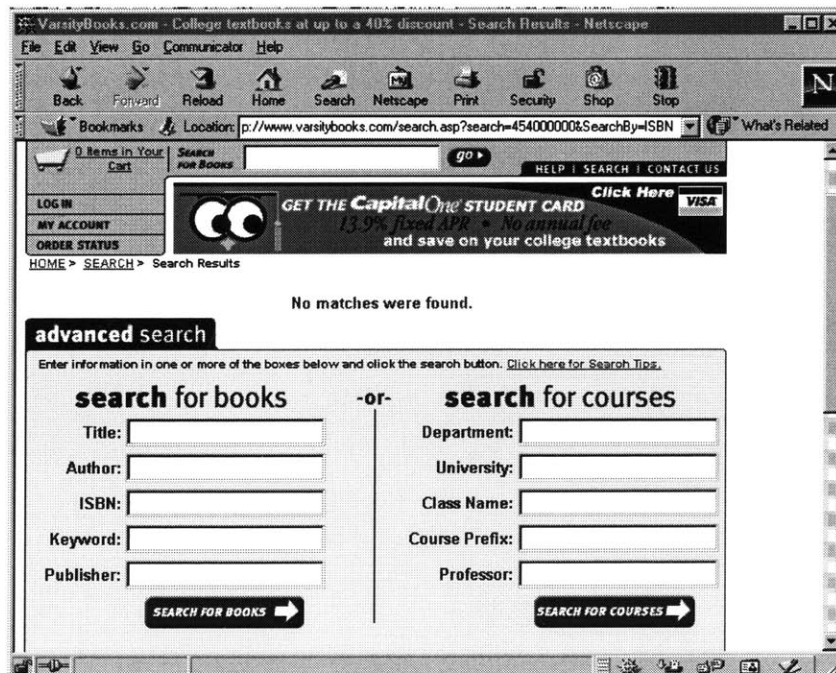 VarsityBooks.com - College textbooks at up to a 40% discount - Search Results - Netscape
File Edit View Go Communicator Help
Back Forward Reload Home Search Netscape Print Security Shop Stop
N
Bookmarks Location: p://www.varsitybooks.com/search.asp?search=454000000&SearchBy=ISBN What's Related
0 Items in Your Cart
SEARCH FOR BOOKS go
HELP | SEARCH | CONTACT US
LOG IN
MY ACCOUNT
ORDER STATUS
GET THE CapitalOne STUDENT CARD Click Here VISA
13.9% fixed APR • No annual fee
and save on your college textbooks
HOME > SEARCH > Search Results
No matches were found.
advanced search
Enter information in one or more of the boxes below and click the search button. Click here for Search Tips.
search for books -or- search for courses
Title: Department:
Author: University:
ISBN: Class Name:
Keyword: Course Prefix:
Publisher: Professor:
SEARCH FOR BOOKS SEARCH FOR COURSES